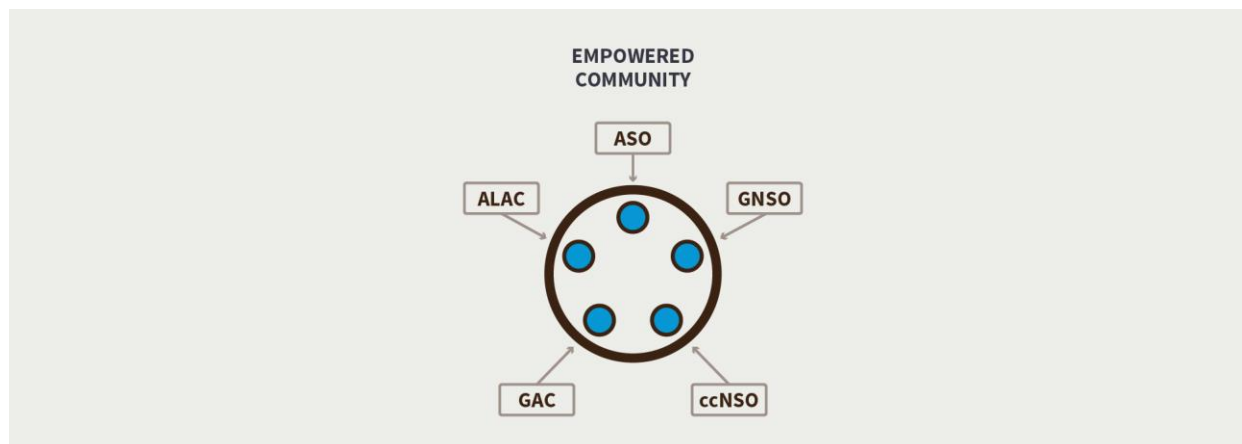 EMPOWERED
COMMUNITY
ASO
ALAC
GNSO
GAC
ccNSO